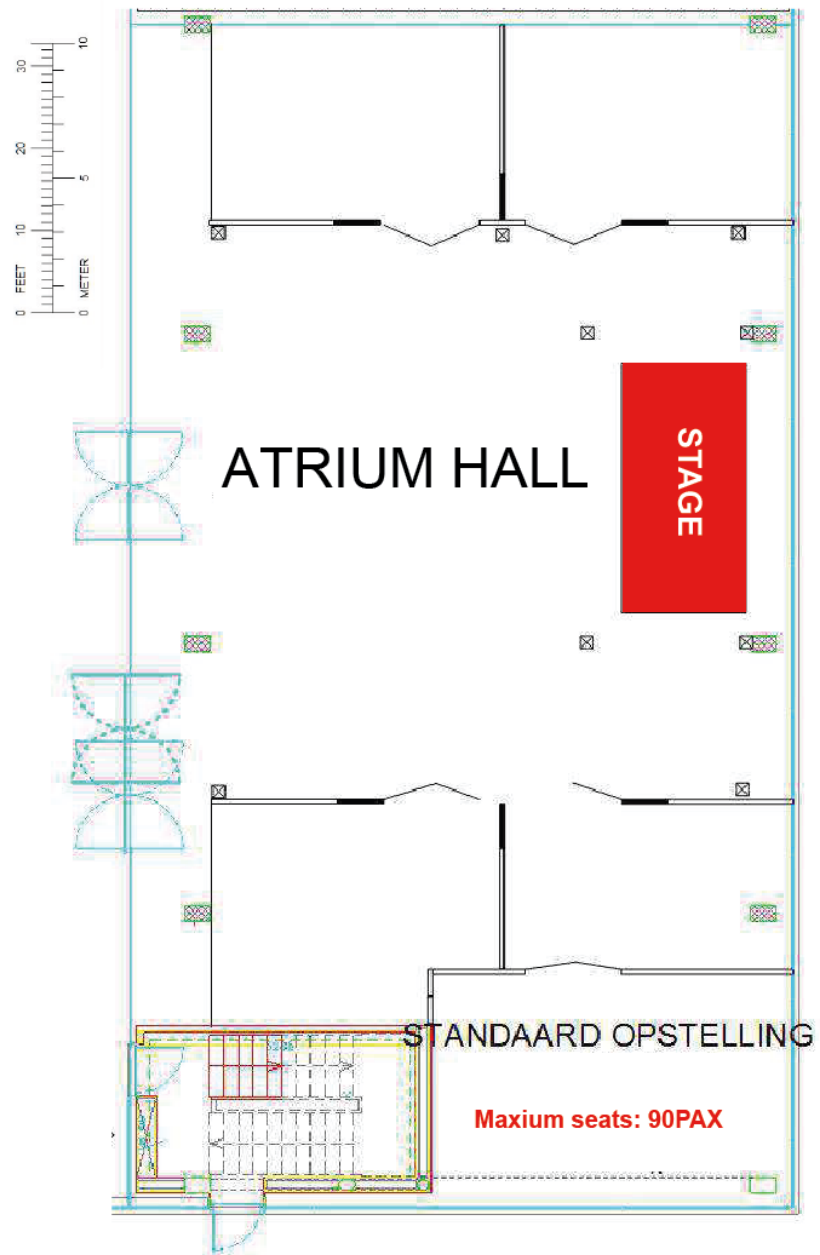 10
30
20
5
10
0 FEET
0 METER
ATRIUM HALL
STAGE
STANDAARD OPSTELLING
Maxium seats: 90PAX